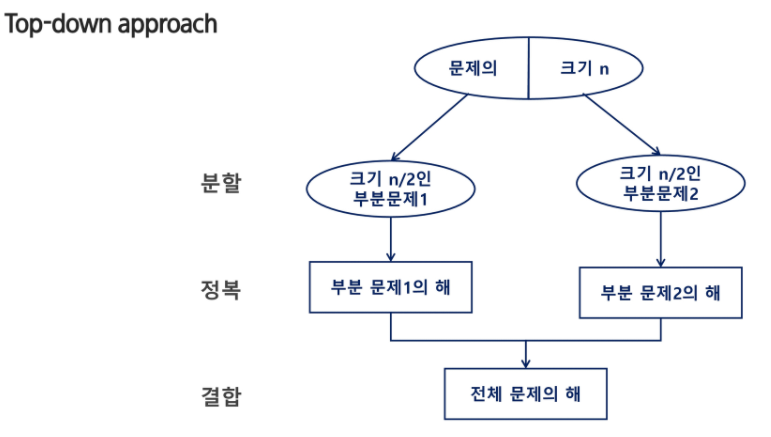 Top-down approach
문제의 크기 n
분할
크기 n/2인
부분문제1
크기 n/2인
부분문제2
정복
부분 문제1의 해
부분 문제2의 해
결합
전체 문제의 해